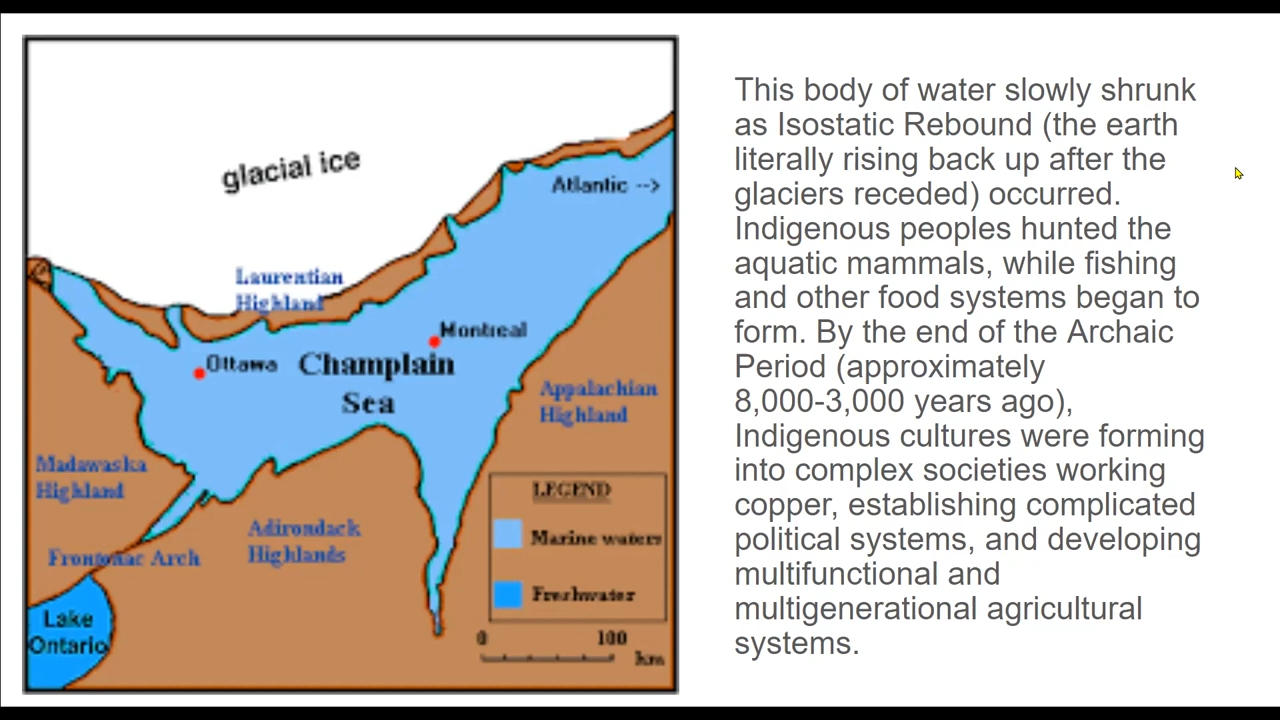 glacial ice
Atlantic -->
Laurentian
Highland
Montreal
Ottawa
Champlain
Sea
Appalachian
Highland
Madawaska
Highland
LEGEND
Adirondack
Highlands
Marine waters
Frontenac Arch
Freshwater
Lake
Ontario
0 100
km
This body of water slowly shrunk
as Isostatic Rebound (the earth
literally rising back up after the
glaciers receded) occurred.
Indigenous peoples hunted the
aquatic mammals, while fishing
and other food systems began to
form. By the end of the Archaic
Period (approximately
8,000-3,000 years ago),
Indigenous cultures were forming
into complex societies working
copper, establishing complicated
political systems, and developing
multifunctional and
multigenerational agricultural
systems.